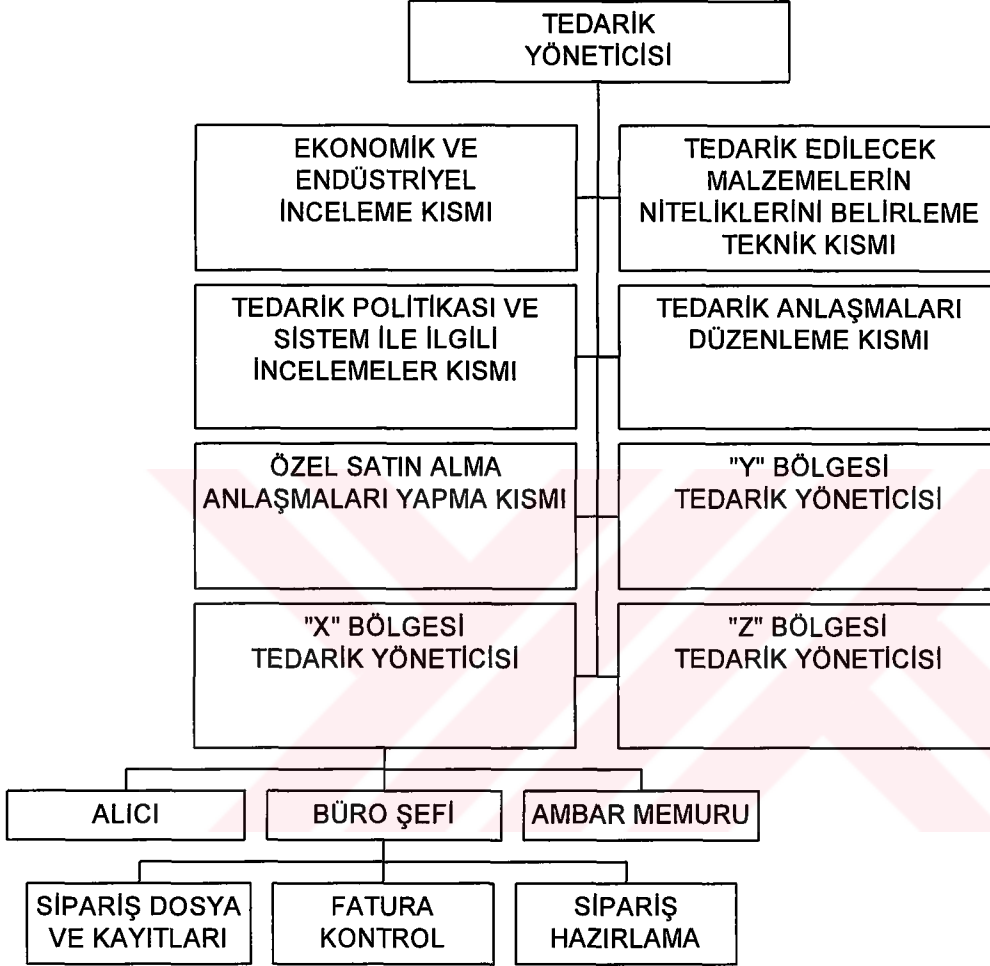 TEDARİK
YÖNETİCİSİ
EKONOMİK VE
ENDÜSTRİYEL
İNCELEME KISMI
TEDARİK EDİLECEK
MALZEMELERİN
NİTELİKLERİNİ BELİRLEME
TEKNİK KISMI
TEDARİK POLİTİKASI VE
SİSTEM İLE İLGİLİ
İNCELEMELER KISMI
TEDARİK ANLAŞMALARI
DÜZENLEME KISMI
ÖZEL SATIN ALMA
ANLAŞMALARI YAPMA KISMI
"Y" BÖLGESİ
TEDARİK YÖNETİCİSİ
"X" BÖLGESİ
TEDARİK YÖNETİCİSİ
"Z" BÖLGESİ
TEDARİK YÖNETİCİSİ
ALICI
BÜRO ŞEFİ
AMBAR MEMURU
SİPARİŞ DOSYA
VE KAYITLARI
FATURA
KONTROL
SİPARİŞ
HAZIRLAMA